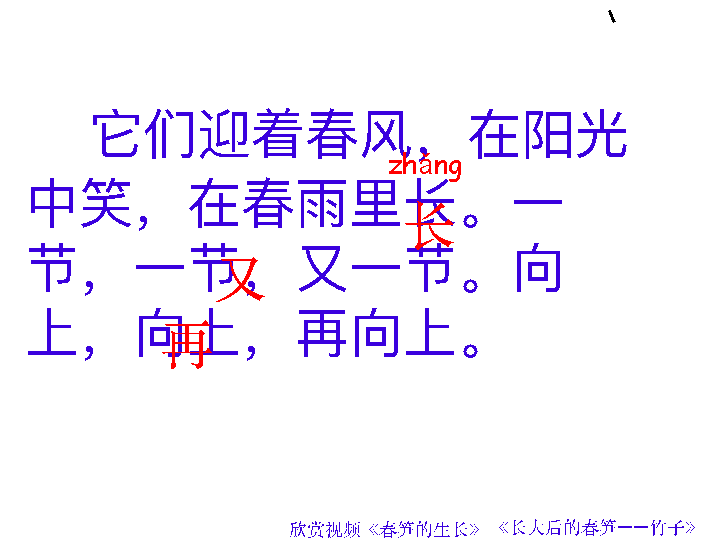 它们迎着春风，在阳光
zhǎng
中笑，在春雨里长。一
长
节，一节，又一节。向
又
上，向上，再向上。
再
欣赏视频《春笋的生长》 《长大后的春笋——竹子》